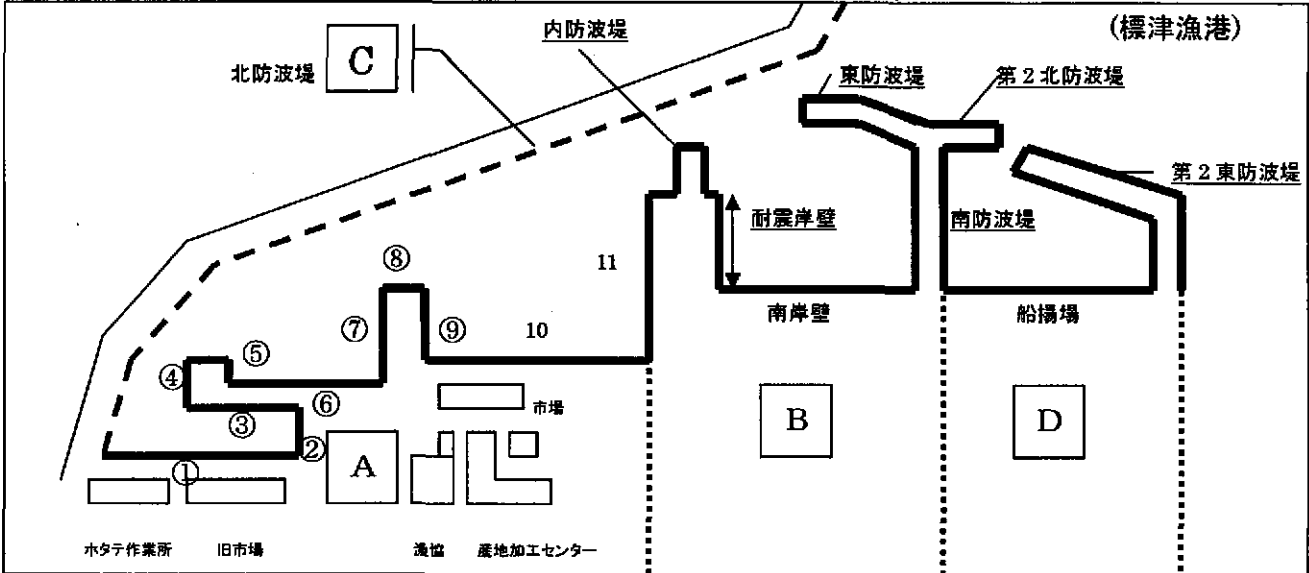 (標津漁港)
内防波堤
北防波堤
C
東防波堤
第2北防波堤
第2東防波堤
耐震岸壁
南防波堤
⑧
11
南岸壁
船揚場
⑦
⑨
10
⑤
④
⑥
③
市場
②
A
B
D
①
ホタテ作業所
旧市場
漁協
産地加工センター